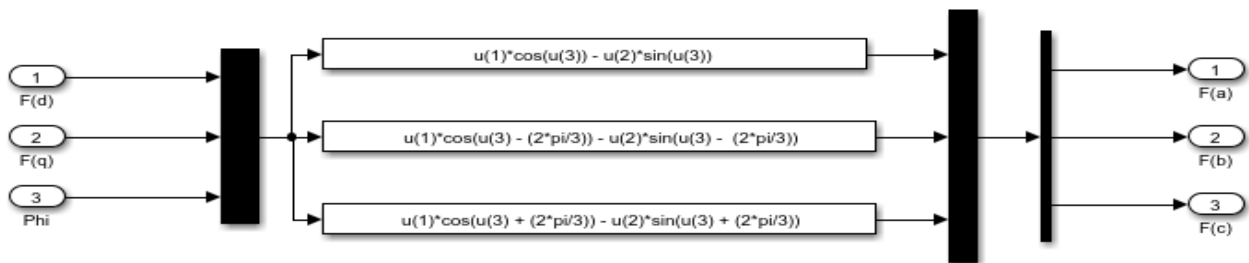 1
F(d)
2
F(q)
3
Phi
u(1)*cos(u(3)) - u(2)*sin(u(3))
u(1)*cos(u(3) - (2*pi/3)) - u(2)*sin(u(3) -  (2*pi/3))
u(1)*cos(u(3) + (2*pi/3)) - u(2)*sin(u(3) + (2*pi/3))
1
F(a)
2
F(b)
3
F(c)